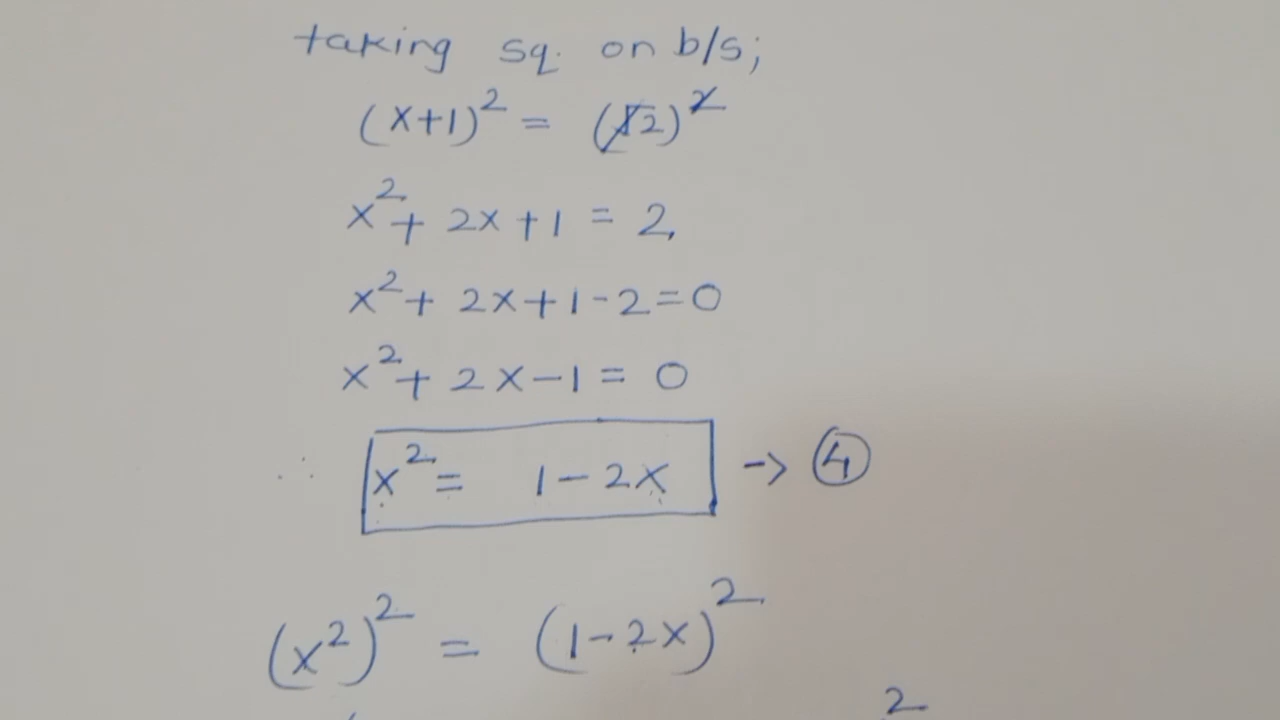 taking sq. on b/s;
(x+1)² = (√2)²
x² + 2x + 1 = 2,
x² + 2x + 1 - 2 = 0
x² + 2x - 1 = 0
∴ x² = 1 - 2x → ④
(x²)² = (1 - 2x)²
2